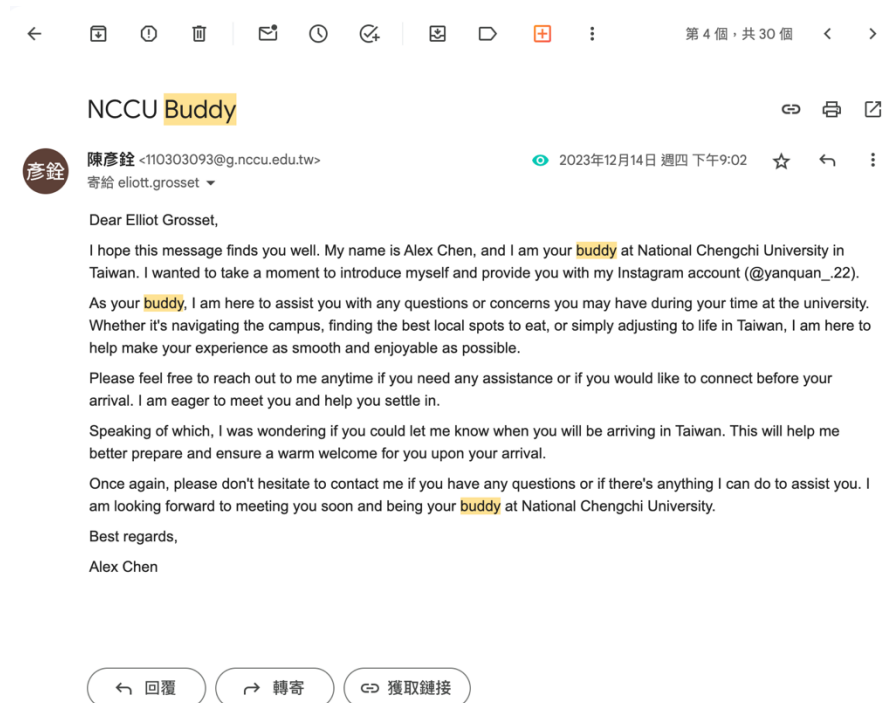 第 4 個，共 30 個
NCCU Buddy
彥銓
陳彥銓 <110303093@g.nccu.edu.tw>
2023年12月14日 週四 下午9:02
寄給 eliott.grosset
Dear Elliot Grosset,
I hope this message finds you well. My name is Alex Chen, and I am your buddy at National Chengchi University in
Taiwan. I wanted to take a moment to introduce myself and provide you with my Instagram account (@yanquan_.22).
As your buddy, I am here to assist you with any questions or concerns you may have during your time at the university.
Whether it's navigating the campus, finding the best local spots to eat, or simply adjusting to life in Taiwan, I am here to
help make your experience as smooth and enjoyable as possible.
Please feel free to reach out to me anytime if you need any assistance or if you would like to connect before your
arrival. I am eager to meet you and help you settle in.
Speaking of which, I was wondering if you could let me know when you will be arriving in Taiwan. This will help me
better prepare and ensure a warm welcome for you upon your arrival.
Once again, please don't hesitate to contact me if you have any questions or if there's anything I can do to assist you. I
am looking forward to meeting you soon and being your buddy at National Chengchi University.
Best regards,
Alex Chen
回覆
轉寄
獲取鏈接